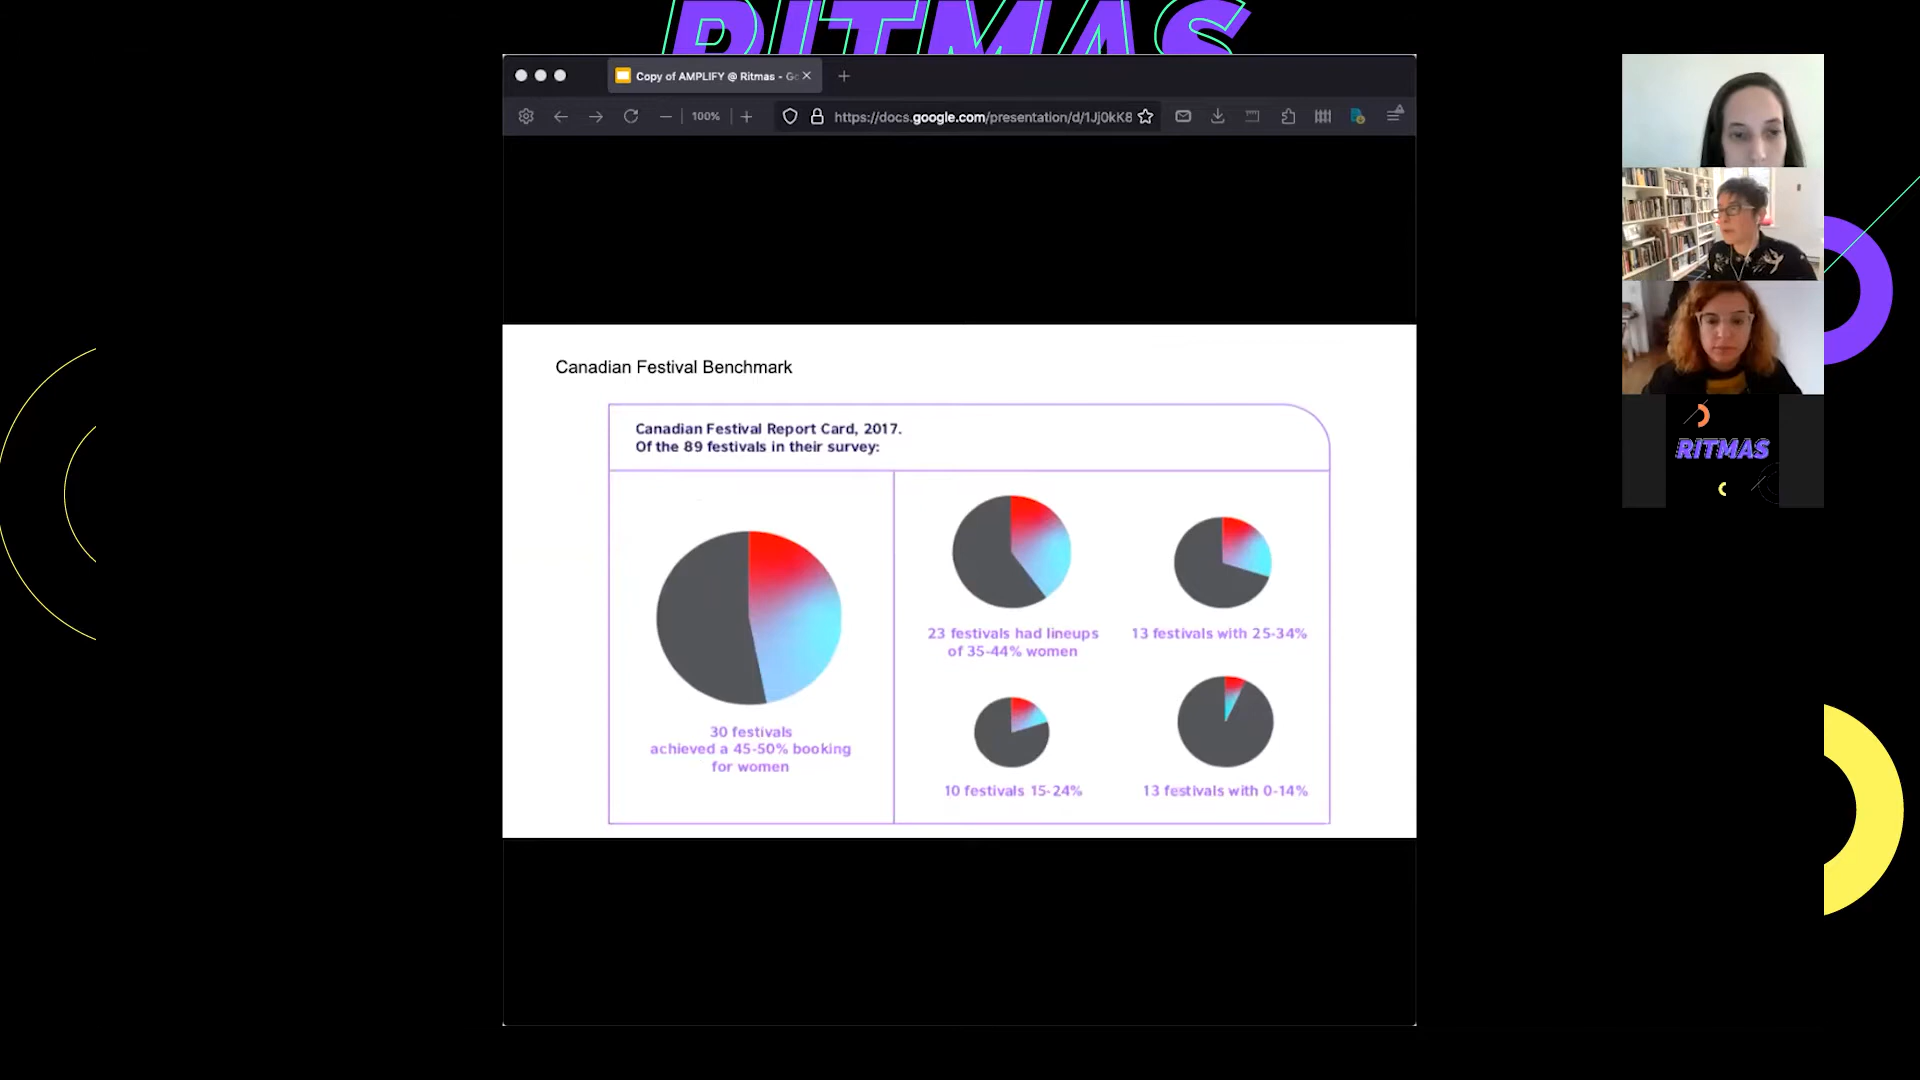 RITMAS
Copy of AMPLIFY @ Ritmas - Go
100%
https://docs.google.com/presentation/d/1Jj0kK8
Canadian Festival Benchmark
Canadian Festival Report Card, 2017.
Of the 89 festivals in their survey:
30 festivals
achieved a 45-50% booking
for women
23 festivals had lineups
of 35-44% women
13 festivals with 25-34%
10 festivals 15-24%
13 festivals with 0-14%
RITMAS